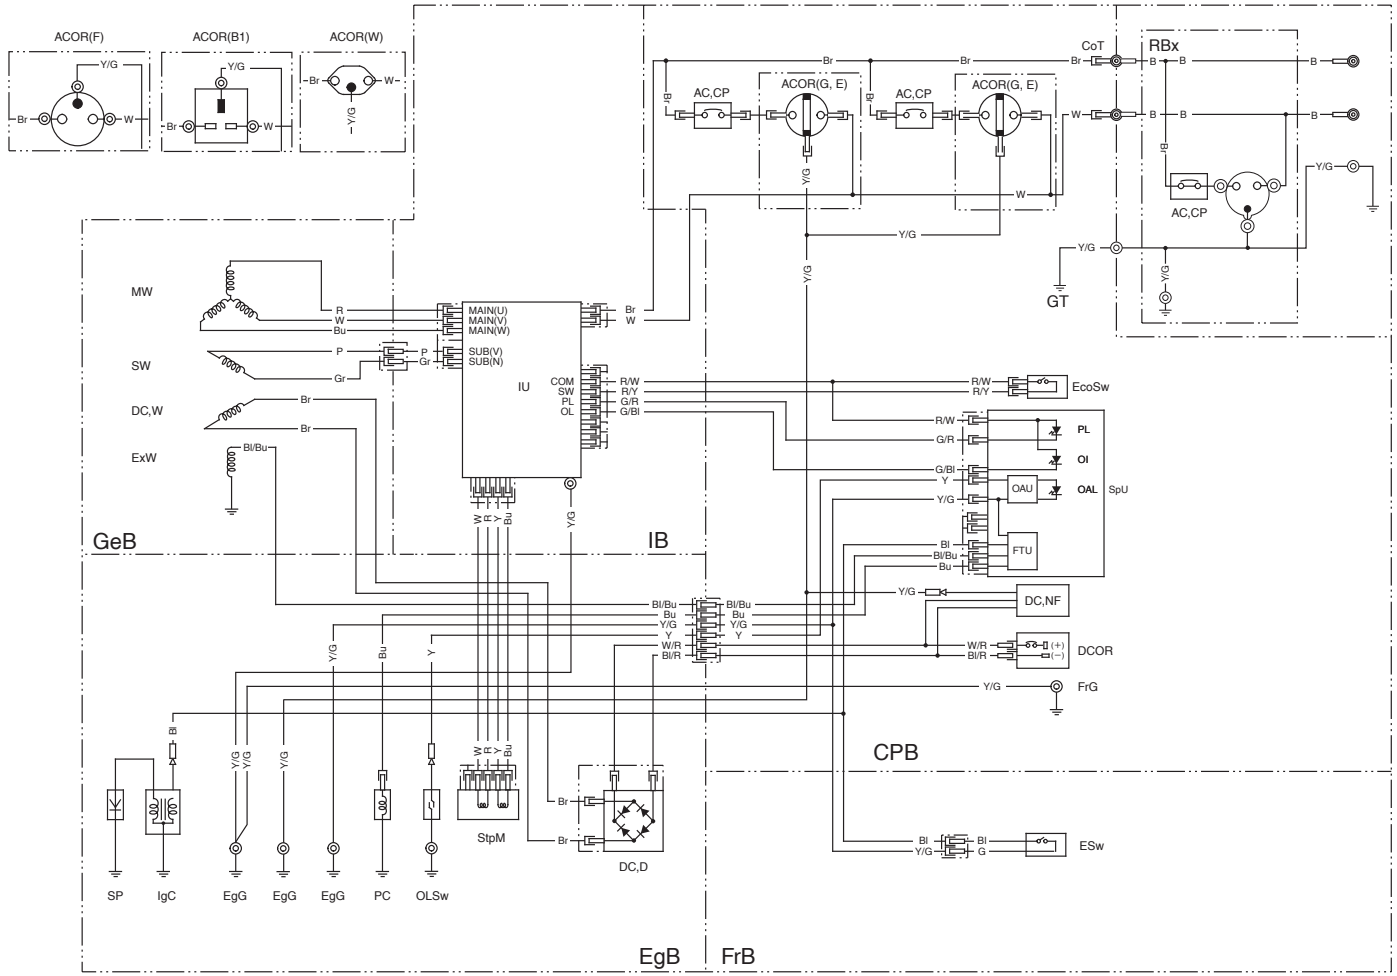 ACOR(F)
Y/G
Br
W
ACOR(B1)
Y/G
Br
W
ACOR(W)
Br
W
Y/G
Br
Br
Br
CoT
Br
B
B
RBx
B
Br
AC,CP
ACOR(G, E)
Br
AC,CP
ACOR(G, E)
W
B
B
B
Y/G
W
Y/G
Br
AC,CP
Y/G
Y/G
Y/G
Y/G
GT
MW
R
W
Bu
MAIN(U)
MAIN(V)
MAIN(W)
Br
W
SW
P
P
SUB(V)
Gr
Gr
SUB(N)
IU
COM
SW
PL
OL
R/W
R/Y
G/R
G/Bl
R/W
R/Y
EcoSw
DC,W
Br
Br
ExW
Bl/Bu
R/W
G/R
G/Bl
Y
Y/G
Bl
Bl/Bu
Bu
PL
OI
OAL
OAU
FTU
SpU
W
R
Y
Bu
Y/G
GeB
IB
Bl/Bu
Bu
Y/G
Y
W/R
Bl/R
Bl/Bu
Bu
Y/G
Y
Y/G
DC,NF
W/R
Bl/R
(+)
(−)
DCOR
Y/G
FrG
Y/G
Bu
Y
Bl
Y/G
Y/G
Y/G
W
R
Y
Bu
CPB
Br
Br
StpM
DC,D
Bl
Y/G
Bl
G
ESw
SP
IgC
EgG
EgG
EgG
PC
OLSw
EgB
FrB